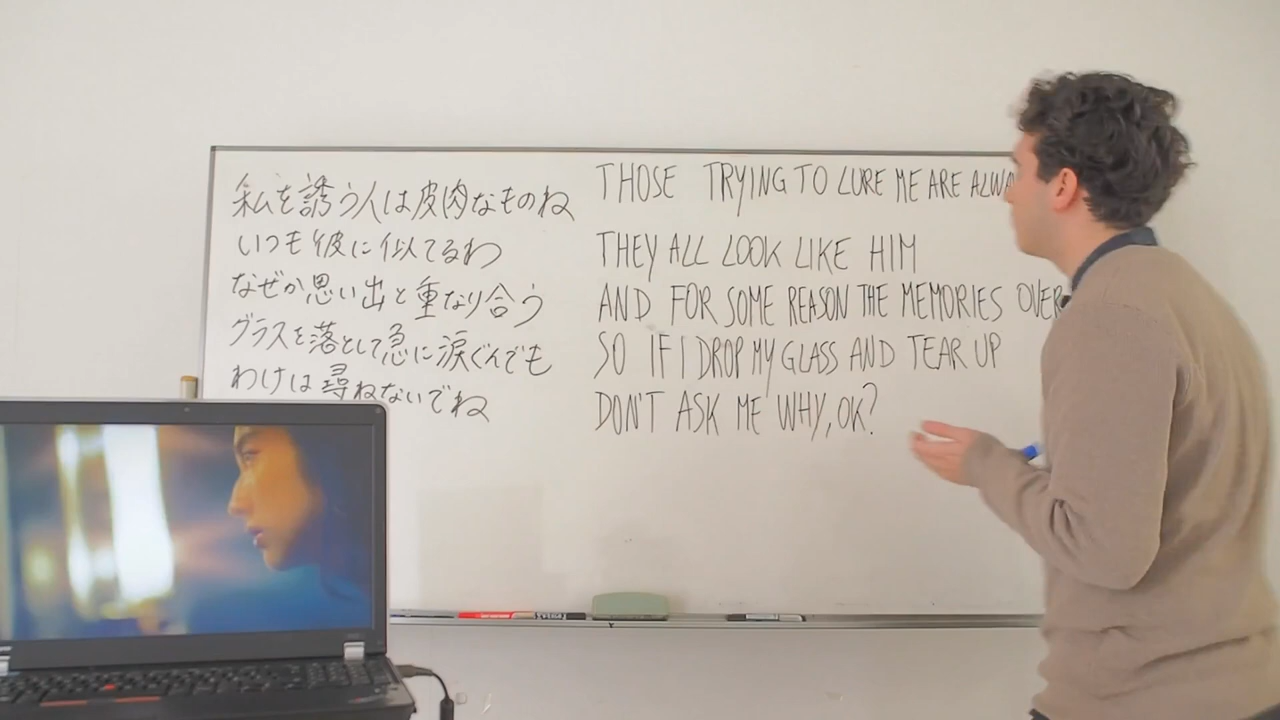 私を誘う人は皮肉なものね
いつも彼に似てるわ
なぜか思い出と重なり合う
グラスを落として急に涙ぐんでも
わけは尋ねないでね
THOSE TRYING TO LURE ME ARE
THEY ALL LOOK LIKE HIM
AND FOR SOME REASON THE MEMORIES
SO IF I DROP MY GLASS AND TEAR UP
DON'T ASK ME WHY, OK?